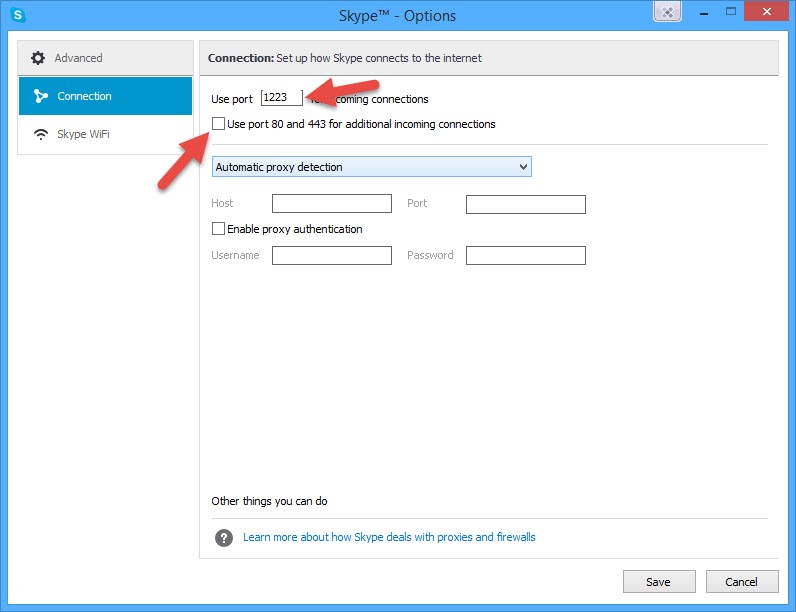 Skype™ - Options
Advanced
Connection
Skype WiFi
Connection: Set up how Skype connects to the internet
Use port 1223 incoming connections
Use port 80 and 443 for additional incoming connections
Automatic proxy detection
Host Port
Enable proxy authentication
Username Password
Other things you can do
? Learn more about how Skype deals with proxies and firewalls
Save Cancel